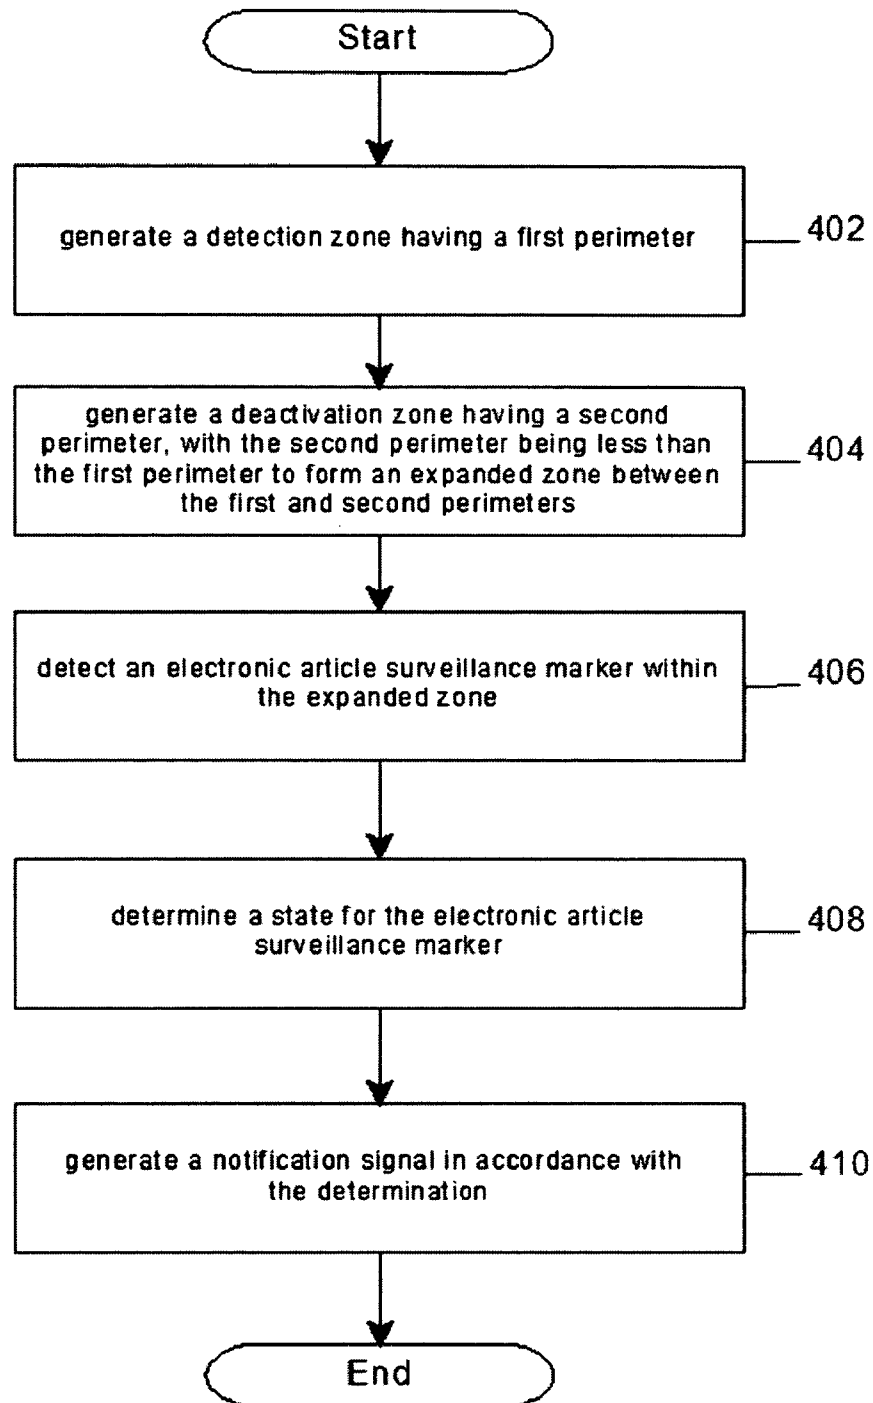 Start
generate a detection zone having a first perimeter
402
generate a deactivation zone having a second
perimeter, with the second perimeter being less than
the first perimeter to form an expanded zone between
the first and second perimeters
404
detect an electronic article surveillance marker within
the expanded zone
406
determine a state for the electronic article
surveillance marker
408
generate a notification signal in accordance with
the determination
410
End